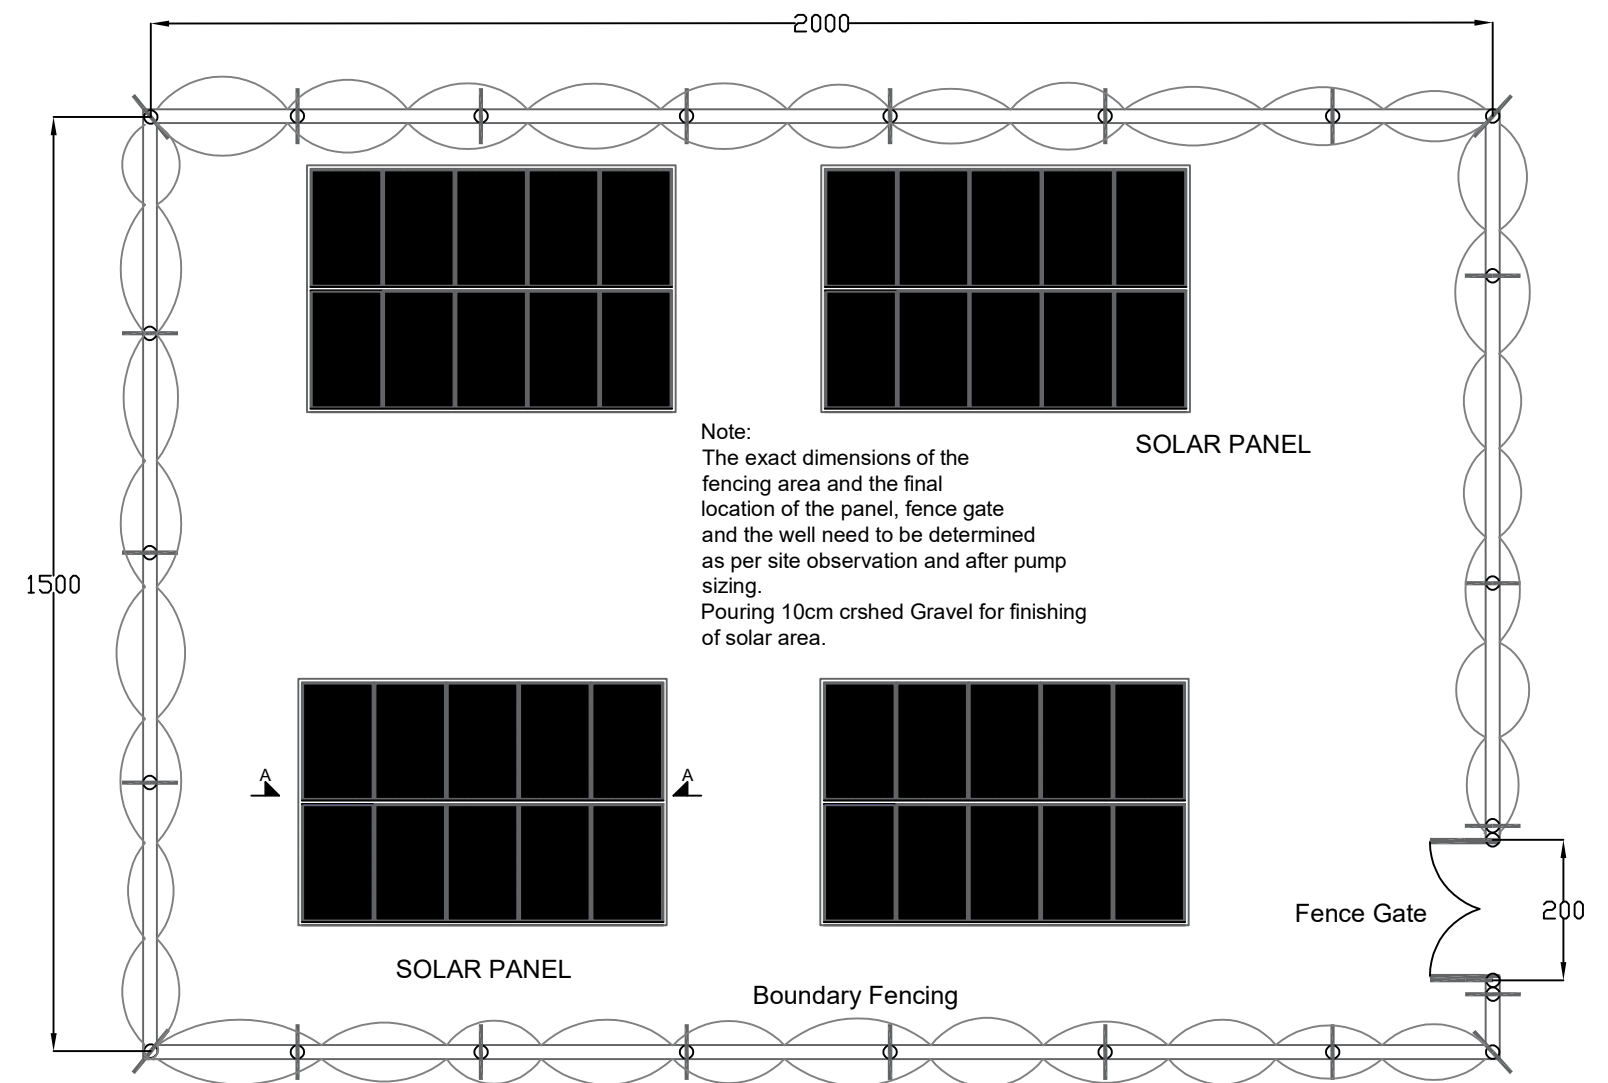 2000
Note:
The exact dimensions of the
fencing area and the final
location of the panel, fence gate
and the well need to be determined
as per site observation and after pump
sizing.
Pouring 10cm crshed Gravel for finishing
of solar area.
SOLAR PANEL
1500
A
A
Fence Gate
200
SOLAR PANEL
Boundary Fencing